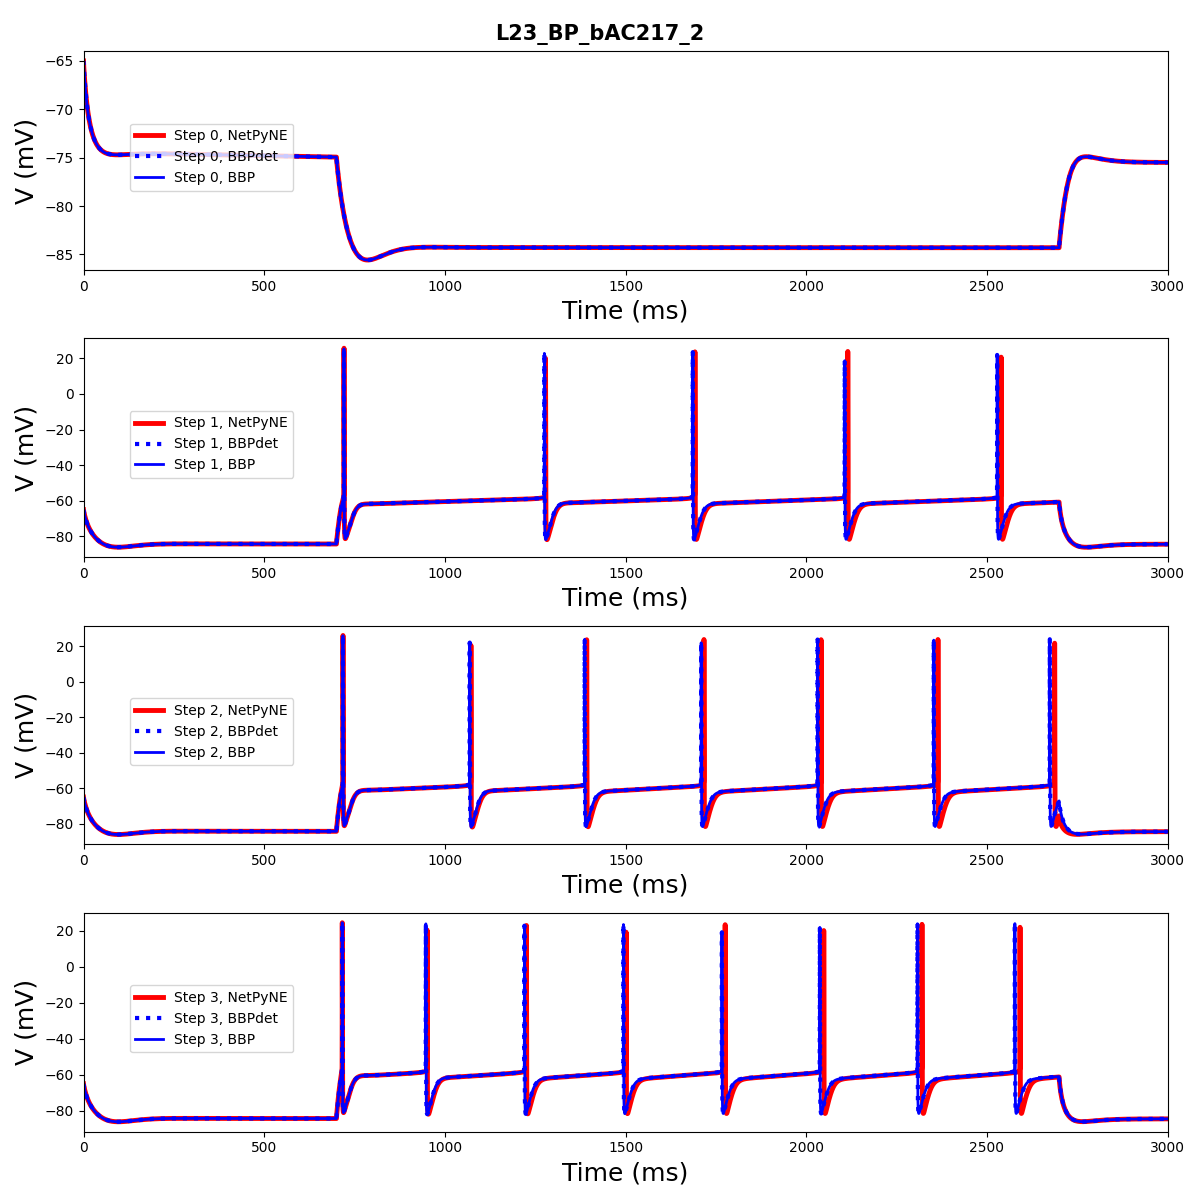 L23_BP_bAC217_2
−65
−70
−75
−80
−85
V (mV)
Step 0, NetPyNE
Step 0, BBPdet
Step 0, BBP
0 500 1000 1500 2000 2500 3000
Time (ms)
20
0
−20
−40
−60
−80
V (mV)
Step 1, NetPyNE
Step 1, BBPdet
Step 1, BBP
0 500 1000 1500 2000 2500 3000
Time (ms)
20
0
−20
−40
−60
−80
V (mV)
Step 2, NetPyNE
Step 2, BBPdet
Step 2, BBP
0 500 1000 1500 2000 2500 3000
Time (ms)
20
0
−20
−40
−60
−80
V (mV)
Step 3, NetPyNE
Step 3, BBPdet
Step 3, BBP
0 500 1000 1500 2000 2500 3000
Time (ms)